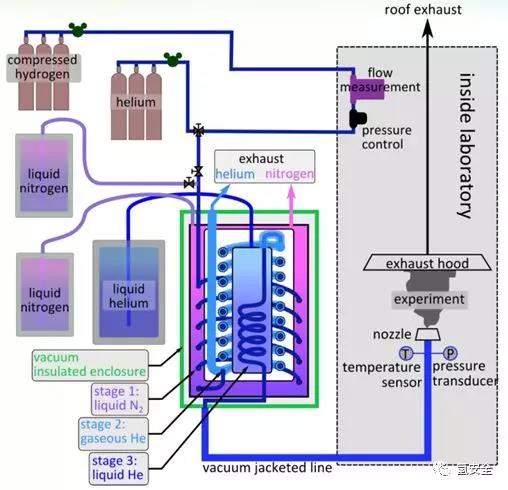 roof exhaust
compressed
hydrogen
helium
flow
measurement
pressure
control
inside laboratory
liquid
nitrogen
exhaust
helium nitrogen
liquid
nitrogen
liquid
helium
exhaust hood
experiment
nozzle
T P
temperature
sensor
pressure
transducer
vacuum
insulated enclosure
stage 1:
liquid N₂
stage 2:
gaseous He
stage 3:
liquid He
vacuum jacketed line
氢安全